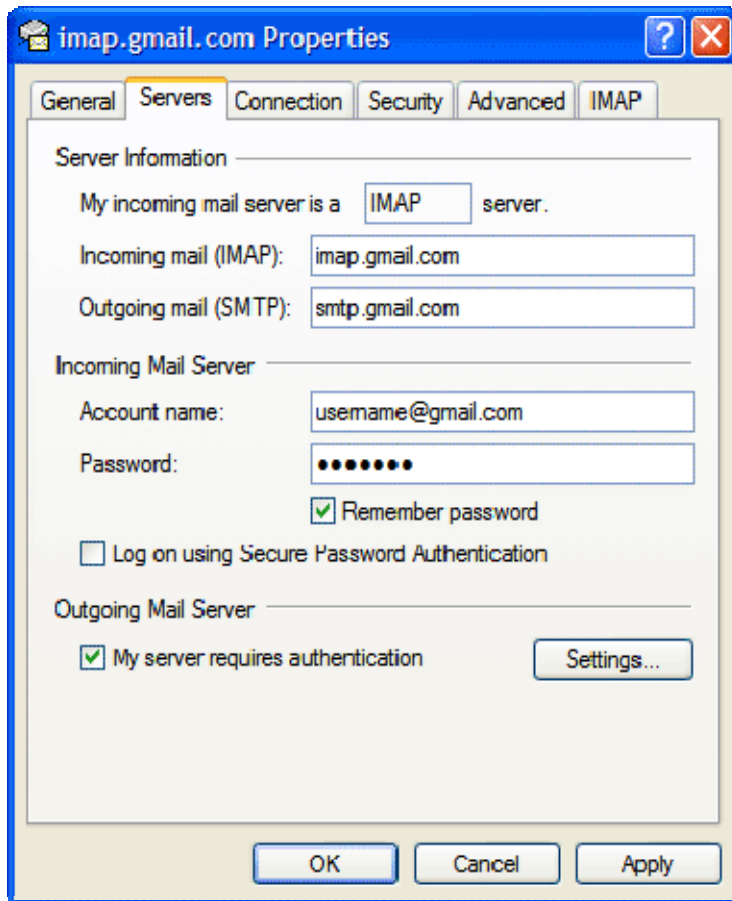 imap.gmail.com Properties
General Servers Connection Security Advanced IMAP
Server Information
My incoming mail server is a IMAP server.
Incoming mail (IMAP): imap.gmail.com
Outgoing mail (SMTP): smtp.gmail.com
Incoming Mail Server
Account name: username@gmail.com
Password: •••••••
Remember password
Log on using Secure Password Authentication
Outgoing Mail Server
My server requires authentication Settings...
OK Cancel Apply